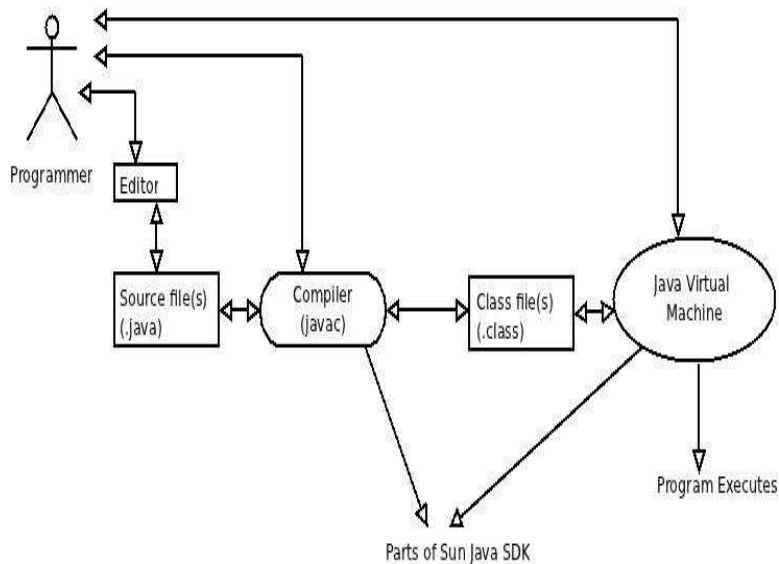 Programmer
Editor
Source file(s)
(.java)
Compiler
(javac)
Class file(s)
(.class)
Java Virtual
Machine
Program Executes
Parts of Sun Java SDK